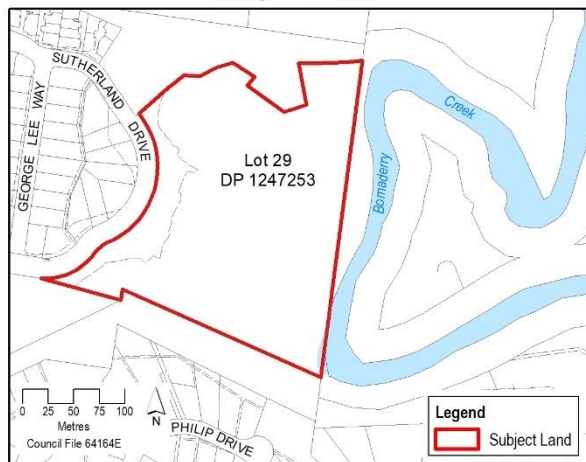 SUTHERLAND DRIVE
GEORGE LEE WAY
Lot 29
DP 1247253
Creek
Bomaderry
0 25 50 75 100
Metres
Council File 64164E
N
PHILIP DRIVE
Legend
Subject Land